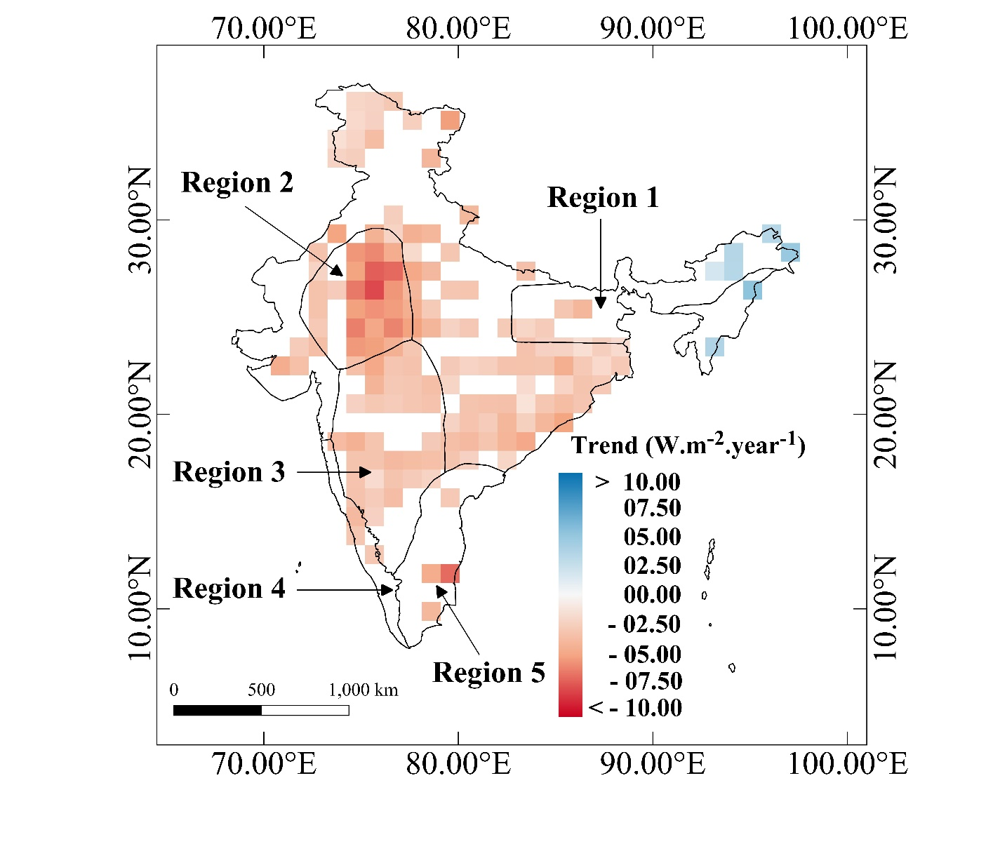 70.00°E 80.00°E 90.00°E 100.00°E
30.00°N
30.00°N
Region 2
Region 1
20.00°N
20.00°N
Trend (W.m-2.year-1)
Region 3
> 10.00
07.50
05.00
02.50
00.00
- 02.50
- 05.00
- 07.50
< - 10.00
10.00°N
10.00°N
Region 4
Region 5
0 500 1,000 km
70.00°E 80.00°E 90.00°E 100.00°E